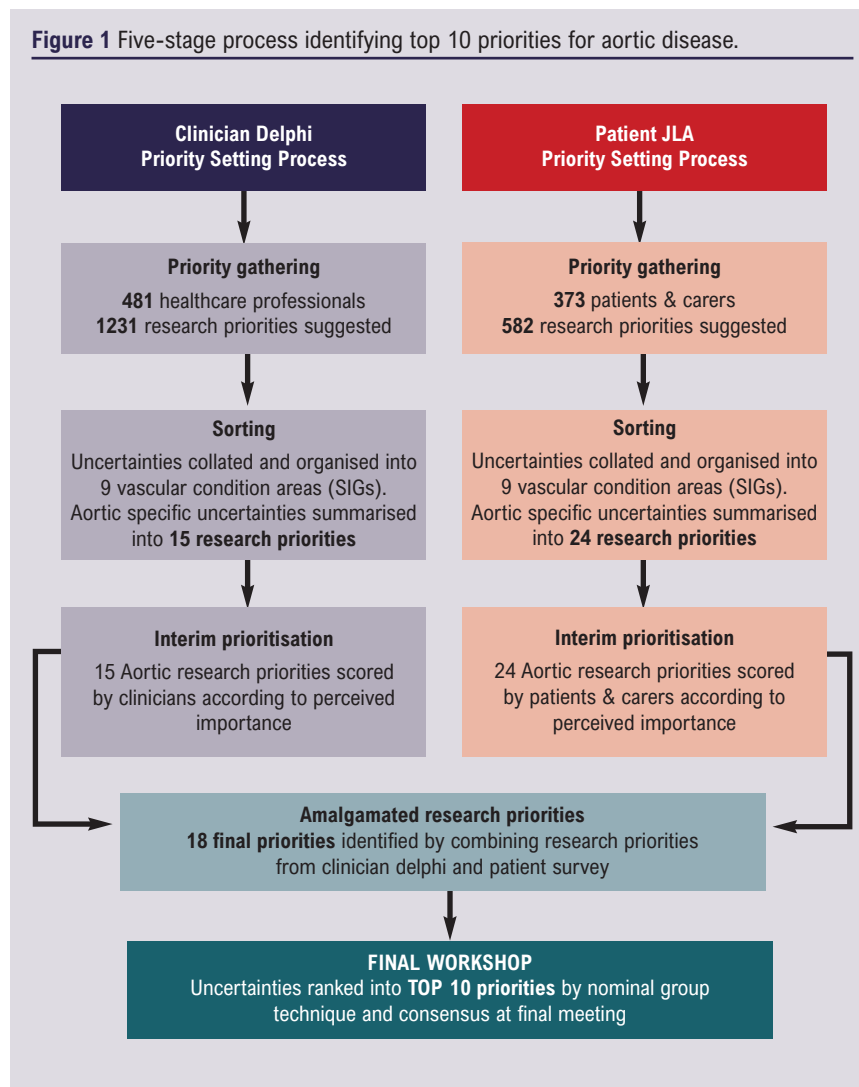 Figure 1 Five-stage process identifying top 10 priorities for aortic disease.
Clinician Delphi
Priority Setting Process
Priority gathering
481 healthcare professionals
1231 research priorities suggested
Sorting
Uncertainties collated and organised into
9 vascular condition areas (SIGs).
Aortic specific uncertainties summarised
into 15 research priorities
Interim prioritisation
15 Aortic research priorities scored
by clinicians according to perceived
importance
Patient JLA
Priority Setting Process
Priority gathering
373 patients & carers
582 research priorities suggested
Sorting
Uncertainties collated and organised into
9 vascular condition areas (SIGs).
Aortic specific uncertainties summarised
into 24 research priorities
Interim prioritisation
24 Aortic research priorities scored
by patients & carers according to
perceived importance
Amalgamated research priorities
18 final priorities identified by combining research priorities
from clinician delphi and patient survey
FINAL WORKSHOP
Uncertainties ranked into TOP 10 priorities by nominal group
technique and consensus at final meeting